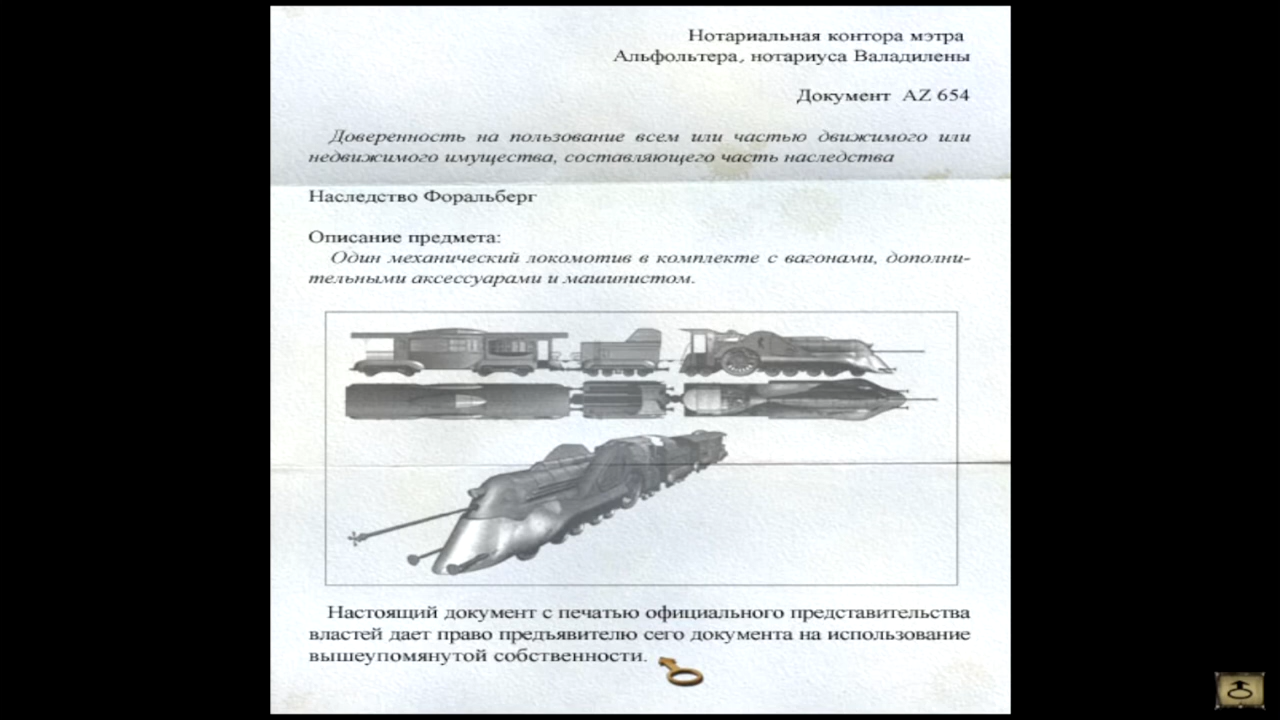 Нотариальная контора мэтра
Альфольтера, нотариуса Валадилены
Документ AZ 654
Доверенность на пользование всем или частью движимого или
недвижимого имущества, составляющего часть наследства
Наследство Форальберг
Описание предмета:
Один механический локомотив в комплекте с вагонами, дополни-
тельными аксессуарами и машинистом.
Настоящий документ с печатью официального представительства
властей дает право предъявителю сего документа на использование
вышеупомянутой собственности.